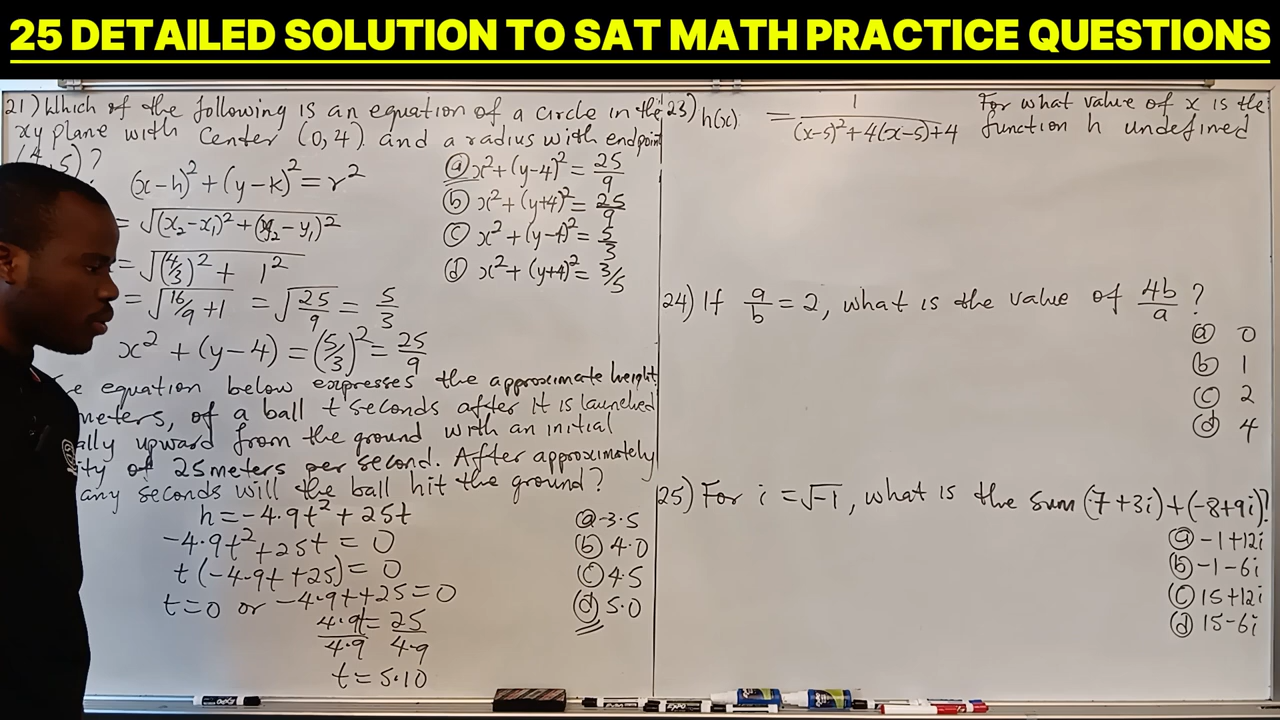 25 DETAILED SOLUTION TO SAT MATH PRACTICE QUESTIONS
21) Which of the following is an equation of a circle in the
xy plane with center (0, 4) and a radius with endpoint
5)?
(x-h)² + (y-k)² = r²
= √(x₂-x₁)² + (y₂-y₁)²
= √(4/3)² + 1²
= √16/9 + 1 = √25/9 = 5/3
x² + (y-4) = (5/3)² = 25/9
(a) x² + (y-4)² = 25/9
(b) x² + (y+4)² = 25/9
(c) x² + (y-4)² = 5/3
(d) x² + (y+4)² = 3/5
equation below expresses the approximate height
meters, of a ball t seconds after it is launched
ally upward from the ground with an initial
ity of 25 meters per second. After approximately
any seconds will the ball hit the ground?
h = -4.9t² + 25t
-4.9t² + 25t = 0
t(-4.9t + 25) = 0
t=0 or -4.9t + 25 = 0
4.9t = 25
4.9 4.9
t = 5.10
(a) 3.5
(b) 4.0
(c) 4.5
(d) 5.0
23) h(x) = 1/(x-5)² + 4(x-5) + 4 For what value of x is the
function h undefined
24) If a/b = 2, what is the value of 4b/a ?
(a) 0
(b) 1
(c) 2
(d) 4
25) For i = √-1, what is the sum (7 + 3i) + (-8 + 9i)?
(a) -1 + 12i
(b) -1 - 6i
(c) 15 + 12i
(d) 15 - 6i
EXPO